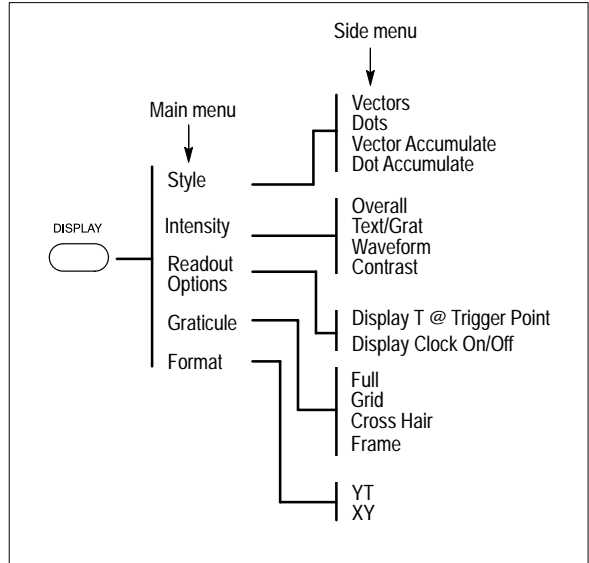 Side menu
Main menu
DISPLAY
Style
Intensity
Readout
Options
Graticule
Format
Vectors
Dots
Vector Accumulate
Dot Accumulate
Overall
Text/Grat
Waveform
Contrast
Display T @ Trigger Point
Display Clock On/Off
Full
Grid
Cross Hair
Frame
YT
XY